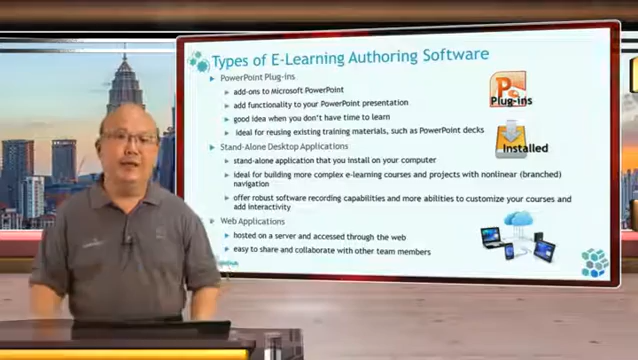 Types of E-Learning Authoring Software
PowerPoint Plug-ins
add-ons to Microsoft PowerPoint
add functionality to your PowerPoint presentation
good idea when you don't have time to learn
ideal for reusing existing training materials, such as PowerPoint decks
Plug-ins
Stand-Alone Desktop Applications
Installed
stand-alone application that you install on your computer
ideal for building more complex e-learning courses and projects with nonlinear (branched)
navigation
offer robust software recording capabilities and more abilities to customize your courses and
add interactivity
Web Applications
hosted on a server and accessed through the web
easy to share and collaborate with other team members